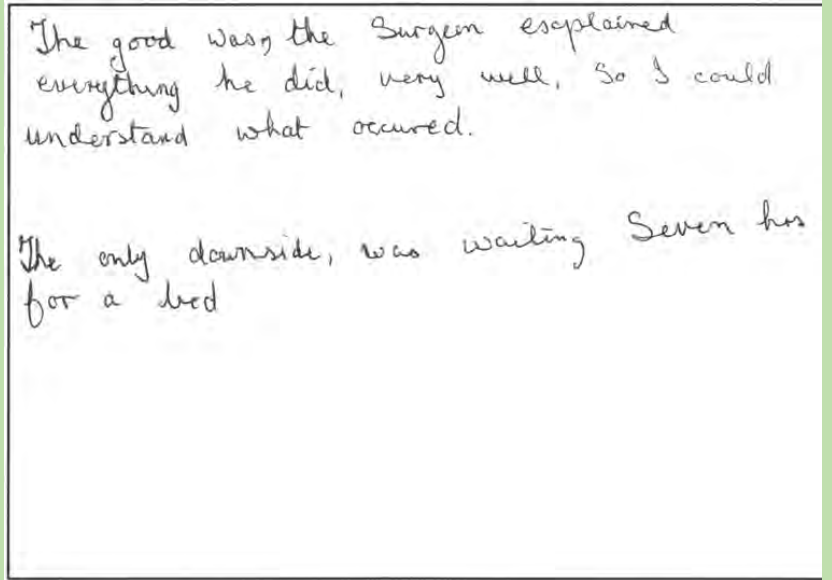 The good was, the Surgeon explained
everything he did, very well, So I could
understand what occured.
The only downside, was waiting Seven hrs
for a bed